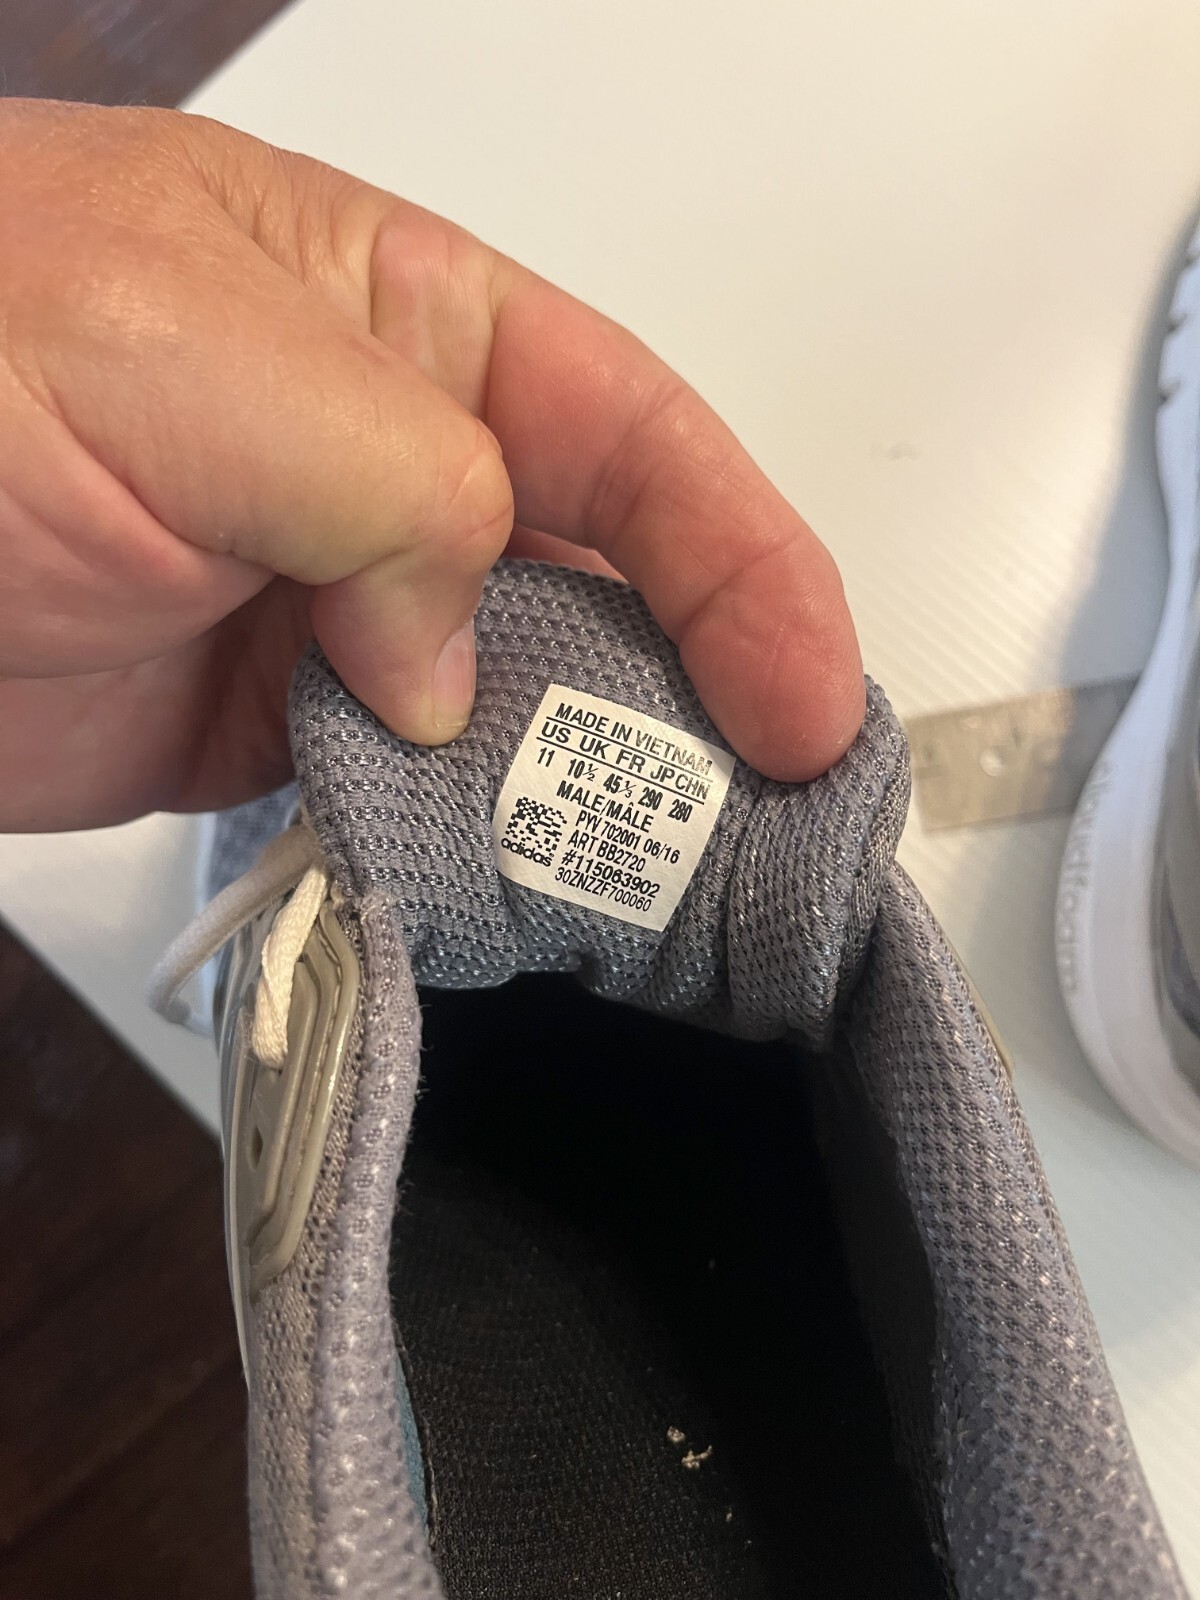 MADE IN VIETNAM
US UK FR JP CHN
11 10½ 45⅓ 290 280
MALE/MÂLE
PW 702001 06/16
ART BB2720
#115063902
30ZNZZF700060
adidas